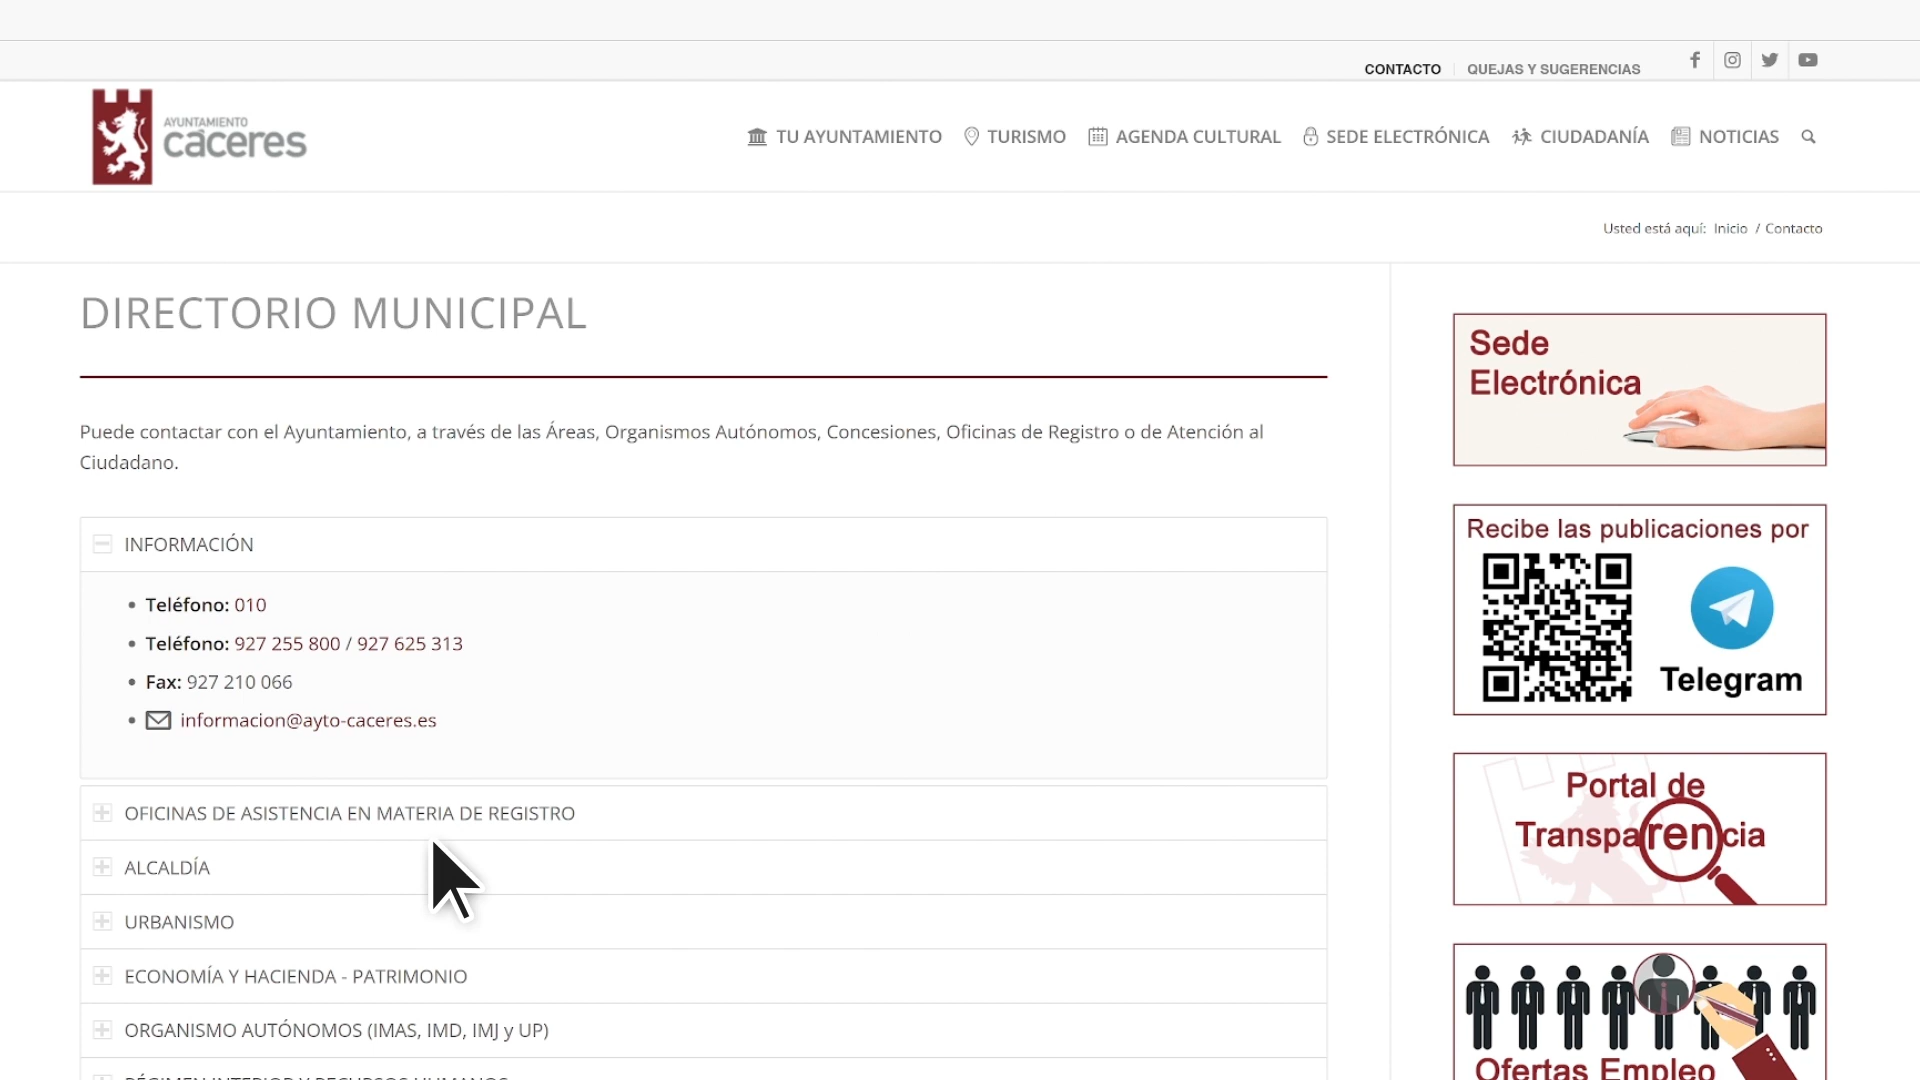 CONTACTO QUEJAS Y SUGERENCIAS
AYUNTAMIENTO
cáceres
TU AYUNTAMIENTO TURISMO AGENDA CULTURAL SEDE ELECTRÓNICA CIUDADANÍA NOTICIAS
Usted está aquí: Inicio / Contacto
DIRECTORIO MUNICIPAL
Puede contactar con el Ayuntamiento, a través de las Áreas, Organismos Autónomos, Concesiones, Oficinas de Registro o de Atención al
Ciudadano.
INFORMACIÓN
• Teléfono: 010
• Teléfono: 927 255 800 / 927 625 313
• Fax: 927 210 066
• informacion@ayto-caceres.es
OFICINAS DE ASISTENCIA EN MATERIA DE REGISTRO
ALCALDÍA
URBANISMO
ECONOMÍA Y HACIENDA - PATRIMONIO
ORGANISMO AUTÓNOMOS (IMAS, IMD, IMJ y UP)
RÉGIMEN INTERIOR Y RECURSOS HUMANOS
Sede
Electrónica
Recibe las publicaciones por
Telegram
Portal de
Transparencia
Ofertas Empleo